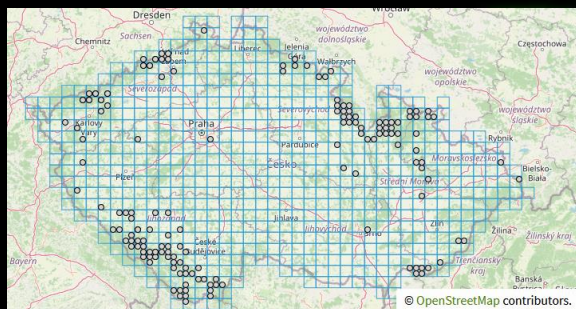 Wrocław
Dresden
Sachsen
Chemnitz
Liberec
Jelenia
Góra
województwo
dolnośląskie
Wałbrzych
Częstochowa
Severozápad
województwo
opolskie
Severovýchod
województwo
śląskie
Karlovy
Vary
Praha
Pardubice
Rybnik
Česko
Moravskoslezsko
Bielsko-
Biała
Plzeň
Střední Morava
Jihozápad
Jihlava
Jihovýchod
Zlín
České
Budějovice
Žilina
Žilinský kraj
Bayern
Trenčiansky
kraj
Banská
© OpenStreetMap contributors.